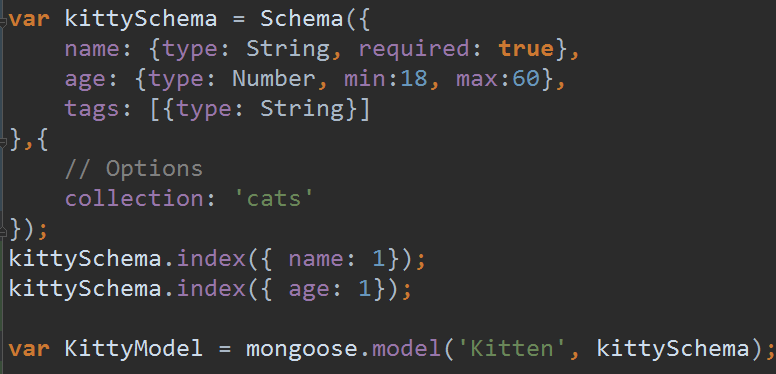 var kittySchema = Schema({
    name: {type: String, required: true},
    age: {type: Number, min:18, max:60},
    tags: [{type: String}]
},{
    // Options
    collection: 'cats'
});
kittySchema.index({ name: 1});
kittySchema.index({ age: 1});
var KittyModel = mongoose.model('Kitten', kittySchema);